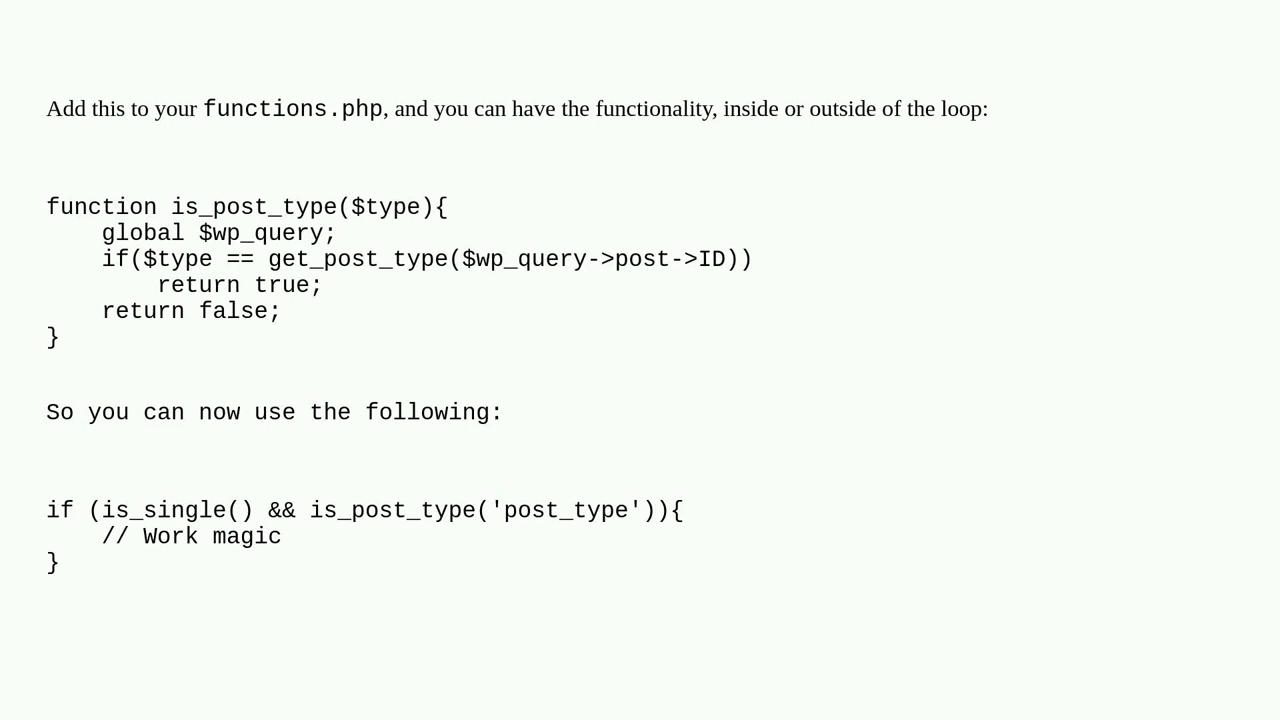 Add this to your functions.php, and you can have the functionality, inside or outside of the loop:
function is_post_type($type){
    global $wp_query;
    if($type == get_post_type($wp_query->post->ID))
        return true;
    return false;
}
So you can now use the following:
if (is_single() && is_post_type('post_type')){
    // Work magic
}